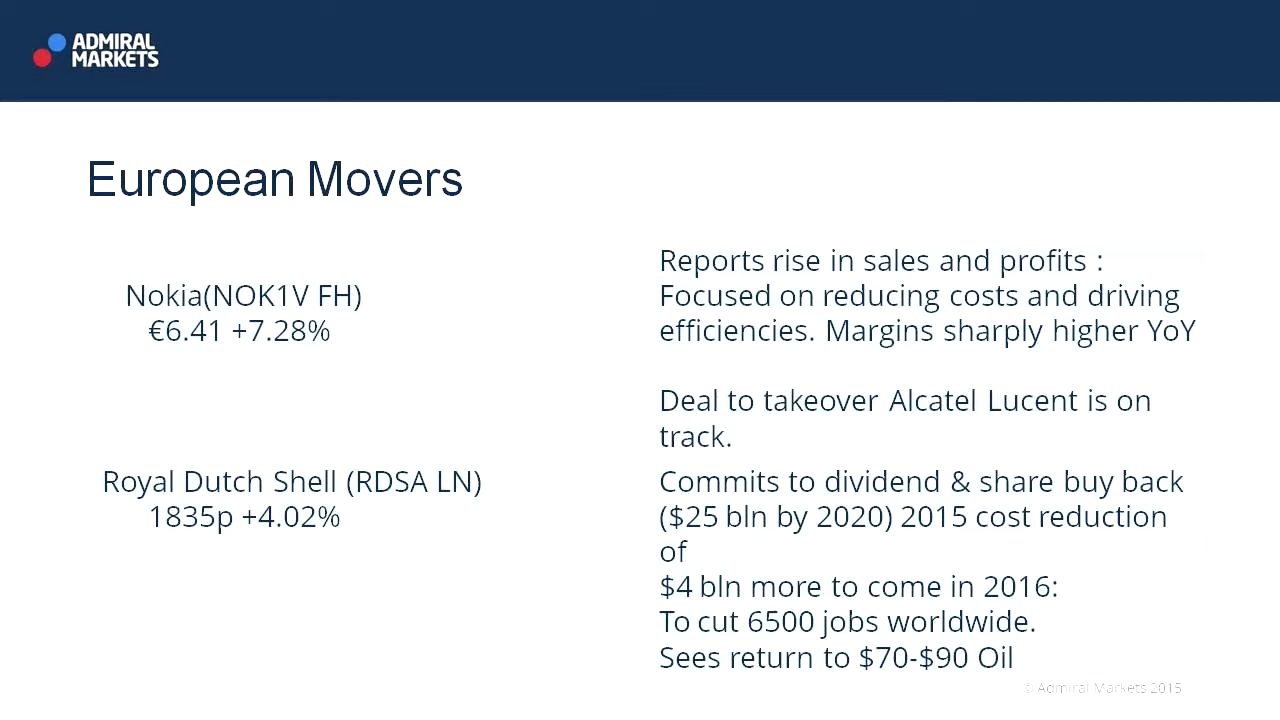 ADMIRAL
MARKETS
European Movers
Nokia(NOK1V FH)
€6.41 +7.28%
Reports rise in sales and profits :
Focused on reducing costs and driving
efficiencies. Margins sharply higher YoY
Deal to takeover Alcatel Lucent is on
track.
Royal Dutch Shell (RDSA LN)
1835p +4.02%
Commits to dividend & share buy back
($25 bln by 2020) 2015 cost reduction
of
$4 bln more to come in 2016:
To cut 6500 jobs worldwide.
Sees return to $70-$90 Oil
© Admiral Markets 2015